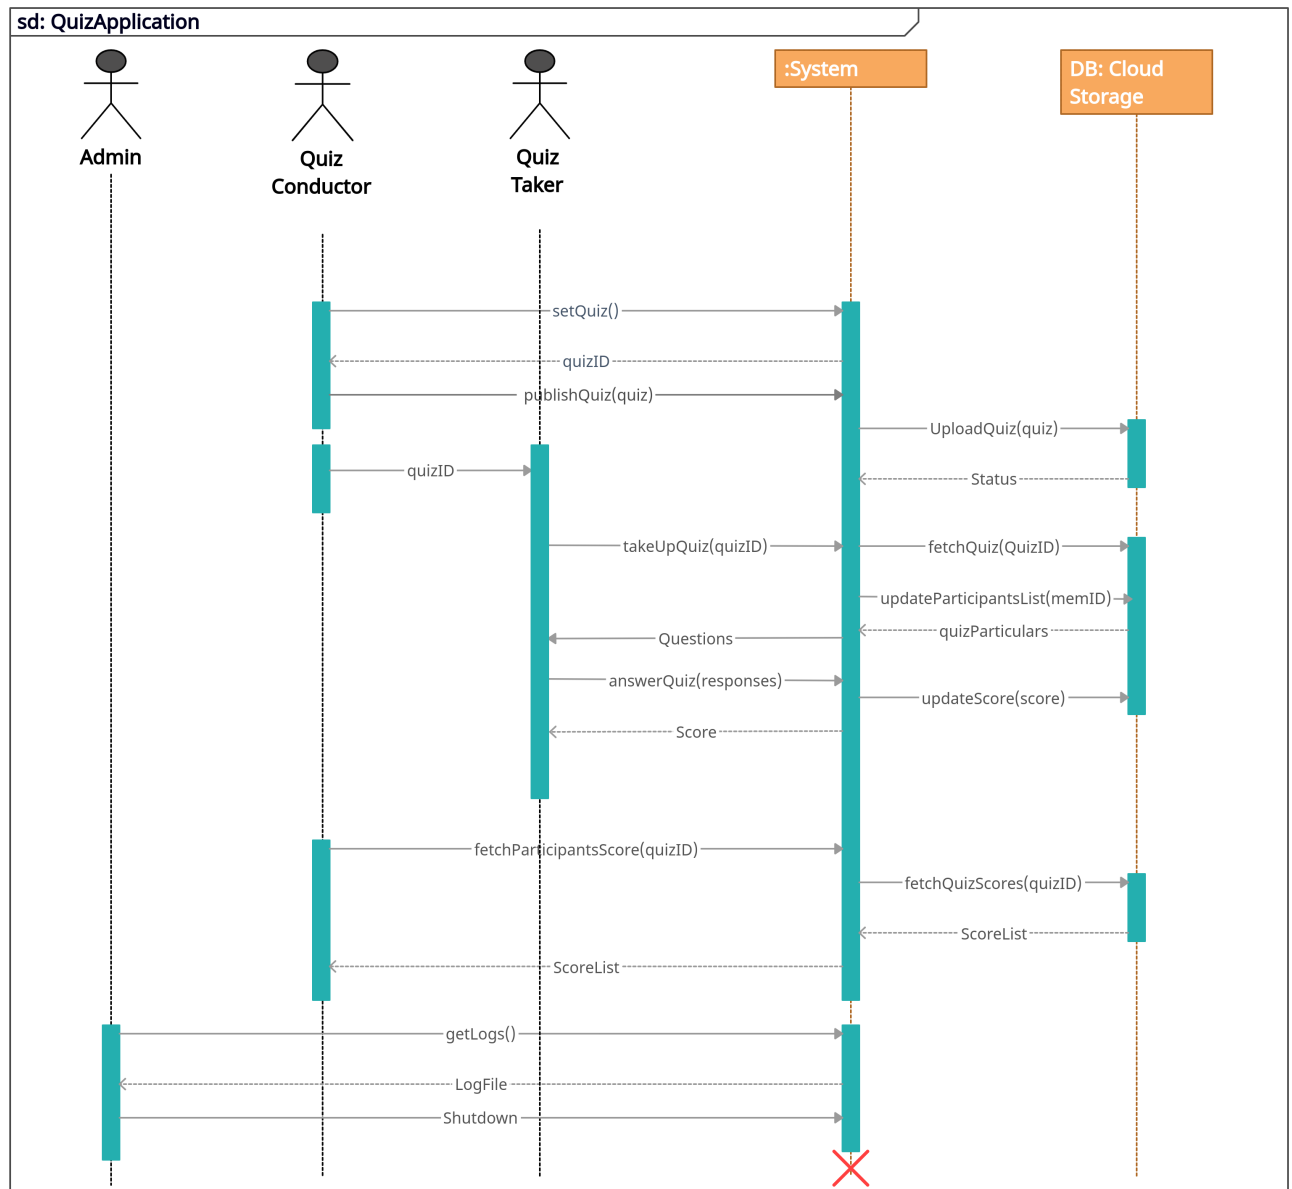 sd: QuizApplication
Admin
Quiz
Conductor
Quiz
Taker
:System
DB: Cloud
Storage
setQuiz()
quizID
publishQuiz(quiz)
UploadQuiz(quiz)
quizID
Status
takeUpQuiz(quizID)
fetchQuiz(QuizID)
updateParticipantsList(memID)
quizParticulars
Questions
answerQuiz(responses)
updateScore(score)
Score
fetchParticipantsScore(quizID)
fetchQuizScores(quizID)
ScoreList
ScoreList
getLogs()
LogFile
Shutdown